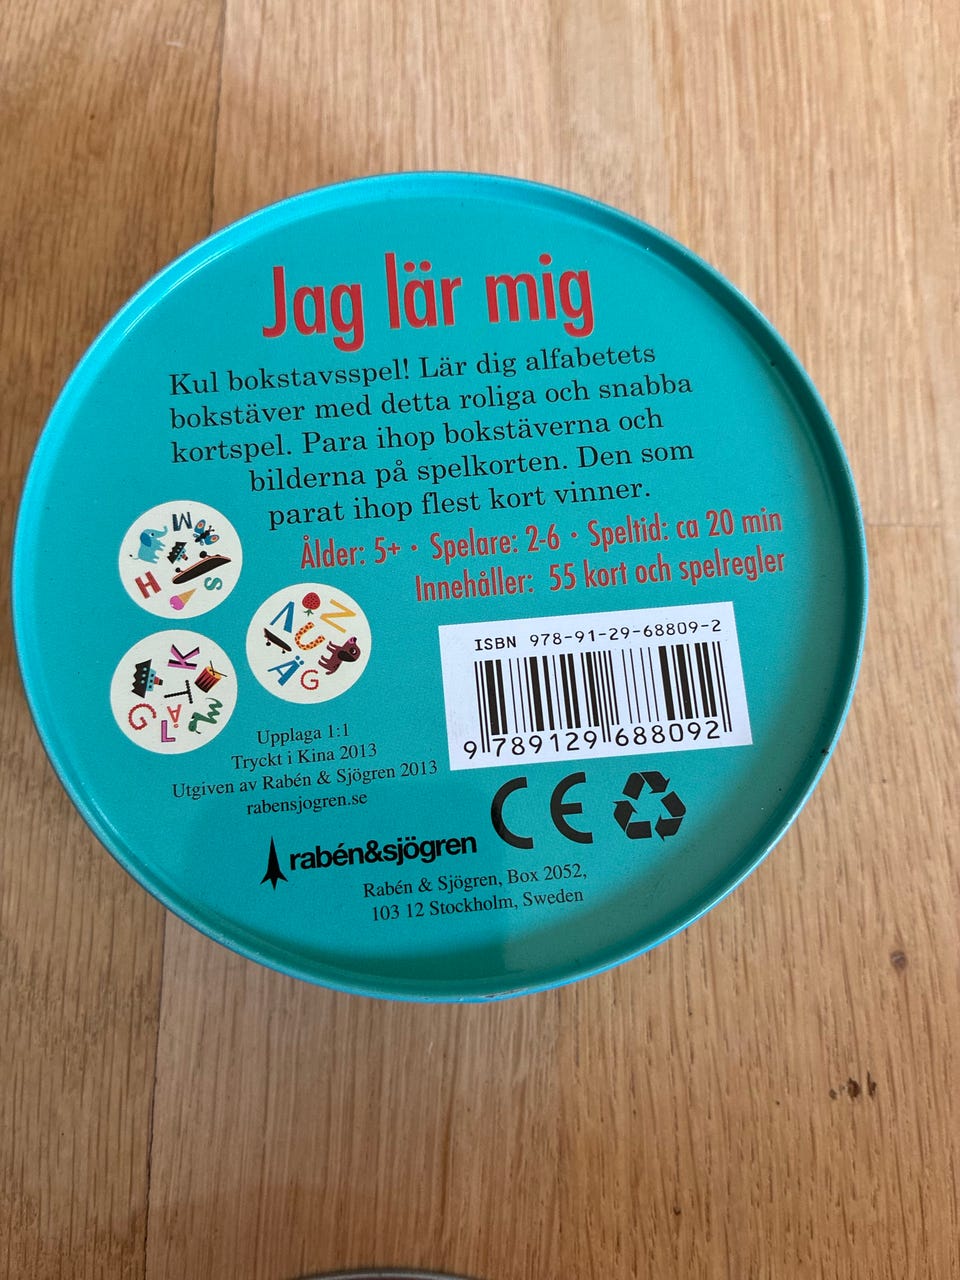 Jag lär mig
Kul bokstavsspel! Lär dig alfabetets
bokstäver med detta roliga och snabba
kortspel. Para ihop bokstäverna och
bilderna på spelkorten. Den som
parat ihop flest kort vinner.
Ålder: 5+ · Spelare: 2-6 · Speltid: ca 20 min
Innehåller: 55 kort och spelregler
M
H
S
N
U
Ä
G
K
T
G
L
Å
ISBN 978-91-29-68809-2
9 789129 688092
Upplaga 1:1
Tryckt i Kina 2013
Utgiven av Rabén & Sjögren 2013
rabensjogren.se
CE
rabén&sjögren
Rabén & Sjögren, Box 2052,
103 12 Stockholm, Sweden